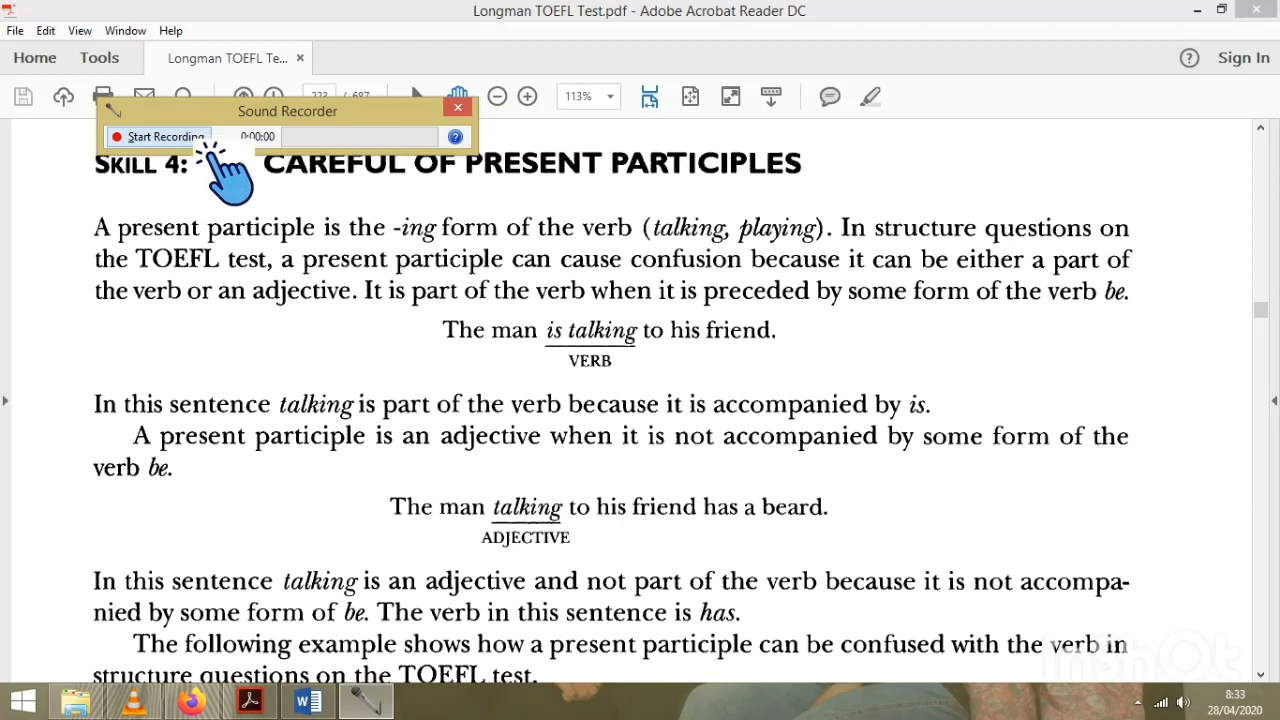 Longman TOEFL Test.pdf - Adobe Acrobat Reader DC
File Edit View Window Help
Home Tools Longman TOEFL Te... Sign In
223 / 687 113%
Sound Recorder
Start Recording 0:00:00
SKILL 4: CAREFUL OF PRESENT PARTICIPLES
A present participle is the -ing form of the verb (talking, playing). In structure questions on
the TOEFL test, a present participle can cause confusion because it can be either a part of
the verb or an adjective. It is part of the verb when it is preceded by some form of the verb be.
The man is talking to his friend.
VERB
In this sentence talking is part of the verb because it is accompanied by is.
A present participle is an adjective when it is not accompanied by some form of the
verb be.
The man talking to his friend has a beard.
ADJECTIVE
In this sentence talking is an adjective and not part of the verb because it is not accompa-
nied by some form of be. The verb in this sentence is has.
The following example shows how a present participle can be confused with the verb in
structure questions on the TOEFL test.
InShOt
8:33
28/04/2020